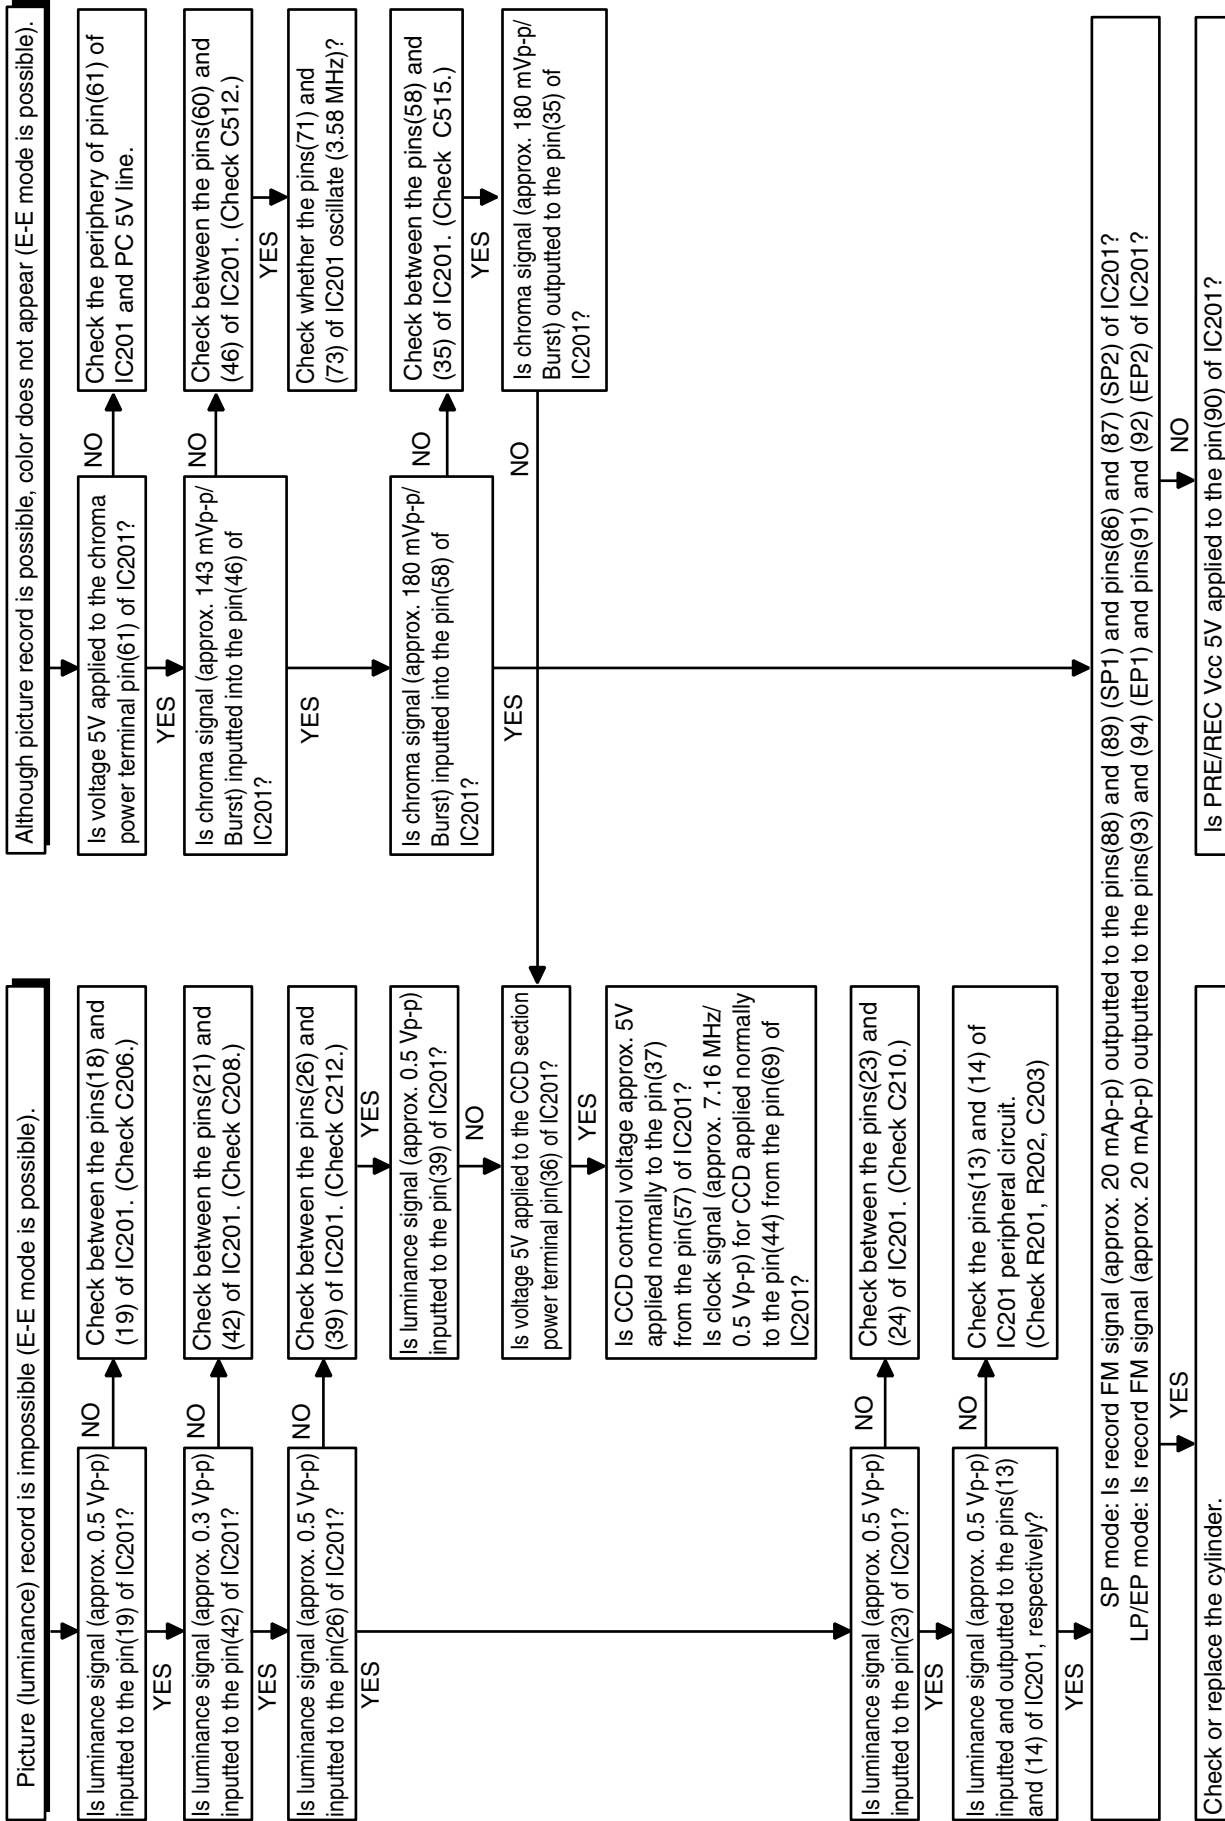 Picture (luminance) record is impossible (E-E mode is possible).
Is luminance signal (approx. 0.5 Vp-p)
inputted to the pin(19) of IC201?
NO
Check between the pins(18) and
(19) of IC201. (Check C206.)
YES
Is luminance signal (approx. 0.3 Vp-p)
inputted to the pin(42) of IC201?
NO
Check between the pins(21) and
(42) of IC201. (Check C208.)
YES
Is luminance signal (approx. 0.5 Vp-p)
inputted to the pin(26) of IC201?
NO
Check between the pins(26) and
(39) of IC201. (Check C212.)
YES
YES
Is luminance signal (approx. 0.5 Vp-p)
inputted to the pin(39) of IC201?
NO
Is voltage 5V applied to the CCD section
power terminal pin(36) of IC201?
YES
Is CCD control voltage approx. 5V
applied normally to the pin(37)
from the pin(57) of IC201?
Is clock signal (approx. 7.16 MHz/
0.5 Vp-p) for CCD applied normally
to the pin(44) from the pin(69) of
IC201?
Is luminance signal (approx. 0.5 Vp-p)
inputted to the pin(23) of IC201?
NO
Check between the pins(23) and
(24) of IC201. (Check C210.)
YES
Is luminance signal (approx. 0.5 Vp-p)
inputted and outputted to the pins(13)
and (14) of IC201, respectively?
NO
Check the pins(13) and (14) of
IC201 peripheral circuit.
(Check R201, R202, C203)
YES
Although picture record is possible, color does not appear (E-E mode is possible).
Is voltage 5V applied to the chroma
power terminal pin(61) of IC201?
NO
Check the periphery of pin(61) of
IC201 and PC 5V line.
YES
Is chroma signal (approx. 143 mVp-p/
Burst) inputted into the pin(46) of
IC201?
NO
Check between the pins(60) and
(46) of IC201. (Check C512.)
YES
Check whether the pins(71) and
(73) of IC201 oscillate (3.58 MHz)?
YES
Is chroma signal (approx. 180 mVp-p/
Burst) inputted into the pin(58) of
IC201?
NO
Check between the pins(58) and
(35) of IC201. (Check C515.)
YES
Is chroma signal (approx. 180 mVp-p/
Burst) outputted to the pin(35) of
IC201?
NO
YES
SP mode: Is record FM signal (approx. 20 mAp-p) outputted to the pins(88) and (89) (SP1) and pins(86) and (87) (SP2) of IC201?
LP/EP mode: Is record FM signal (approx. 20 mAp-p) outputted to the pins(93) and (94) (EP1) and pins(91) and (92) (EP2) of IC201?
YES
NO
Check or replace the cylinder.
Is PRE/REC Vcc 5V applied to the pin(90) of IC201?